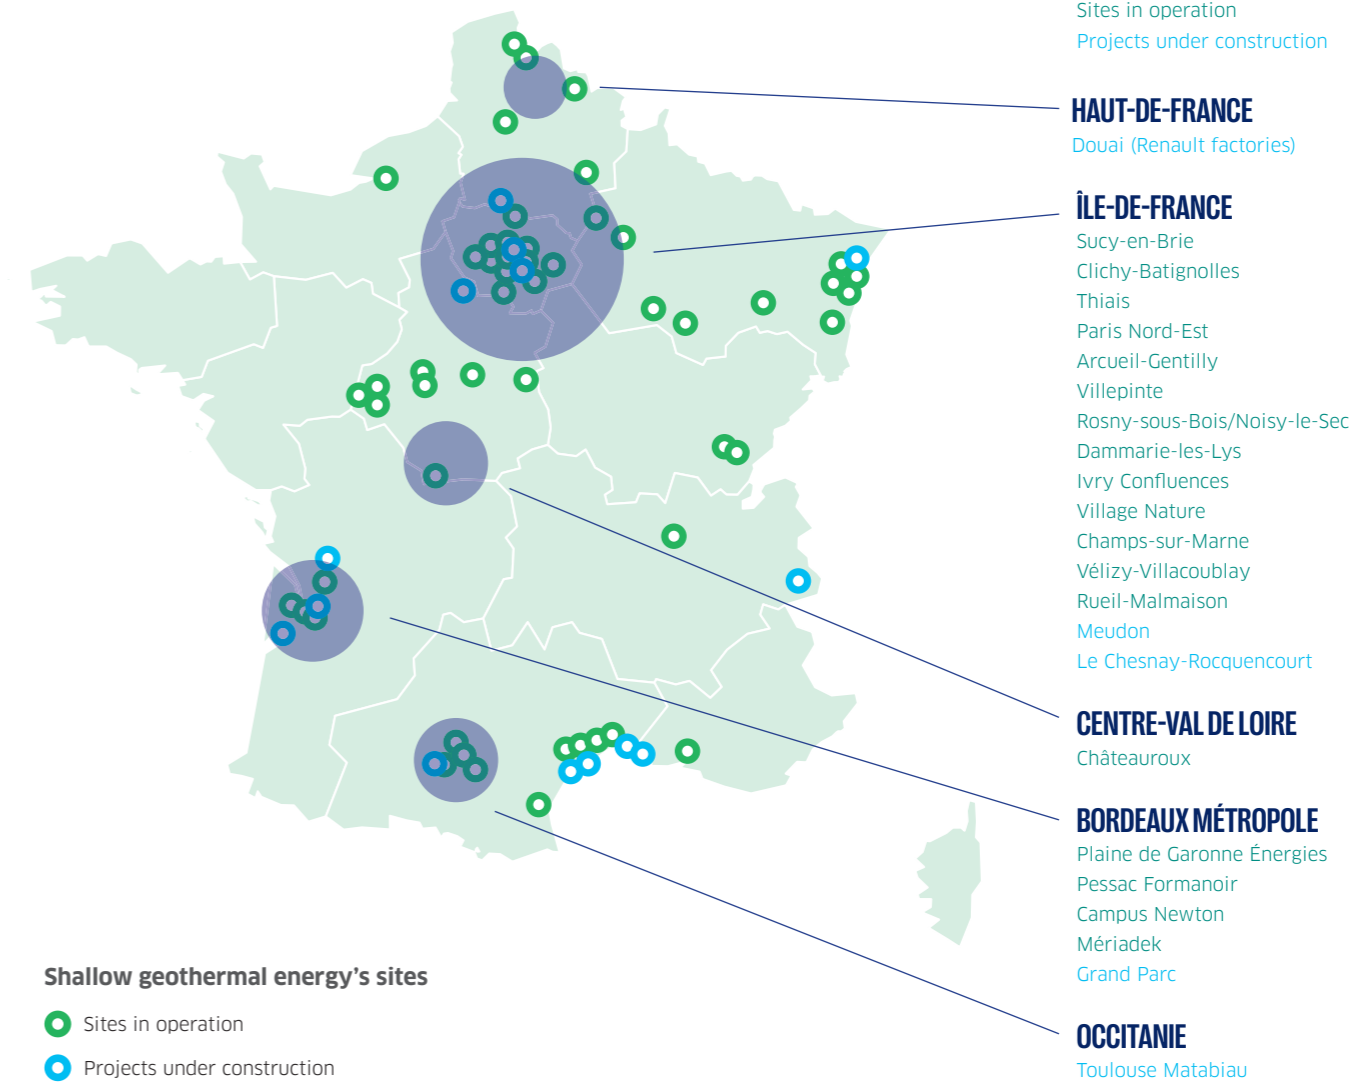 Sites in operation
Projects under construction
HAUT-DE-FRANCE
Douai (Renault factories)
ÎLE-DE-FRANCE
Sucy-en-Brie
Clichy-Batignolles
Thiais
Paris Nord-Est
Arcueil-Gentilly
Villepinte
Rosny-sous-Bois/Noisy-le-Sec
Dammarie-les-Lys
Ivry Confluences
Village Nature
Champs-sur-Marne
Vélizy-Villacoublay
Rueil-Malmaison
Meudon
Le Chesnay-Rocquencourt
CENTRE-VAL DE LOIRE
Châteauroux
BORDEAUX MÉTROPOLE
Plaine de Garonne Énergies
Pessac Formanoir
Campus Newton
Mériadek
Grand Parc
OCCITANIE
Toulouse Matabiau
Shallow geothermal energy's sites
Sites in operation
Projects under construction